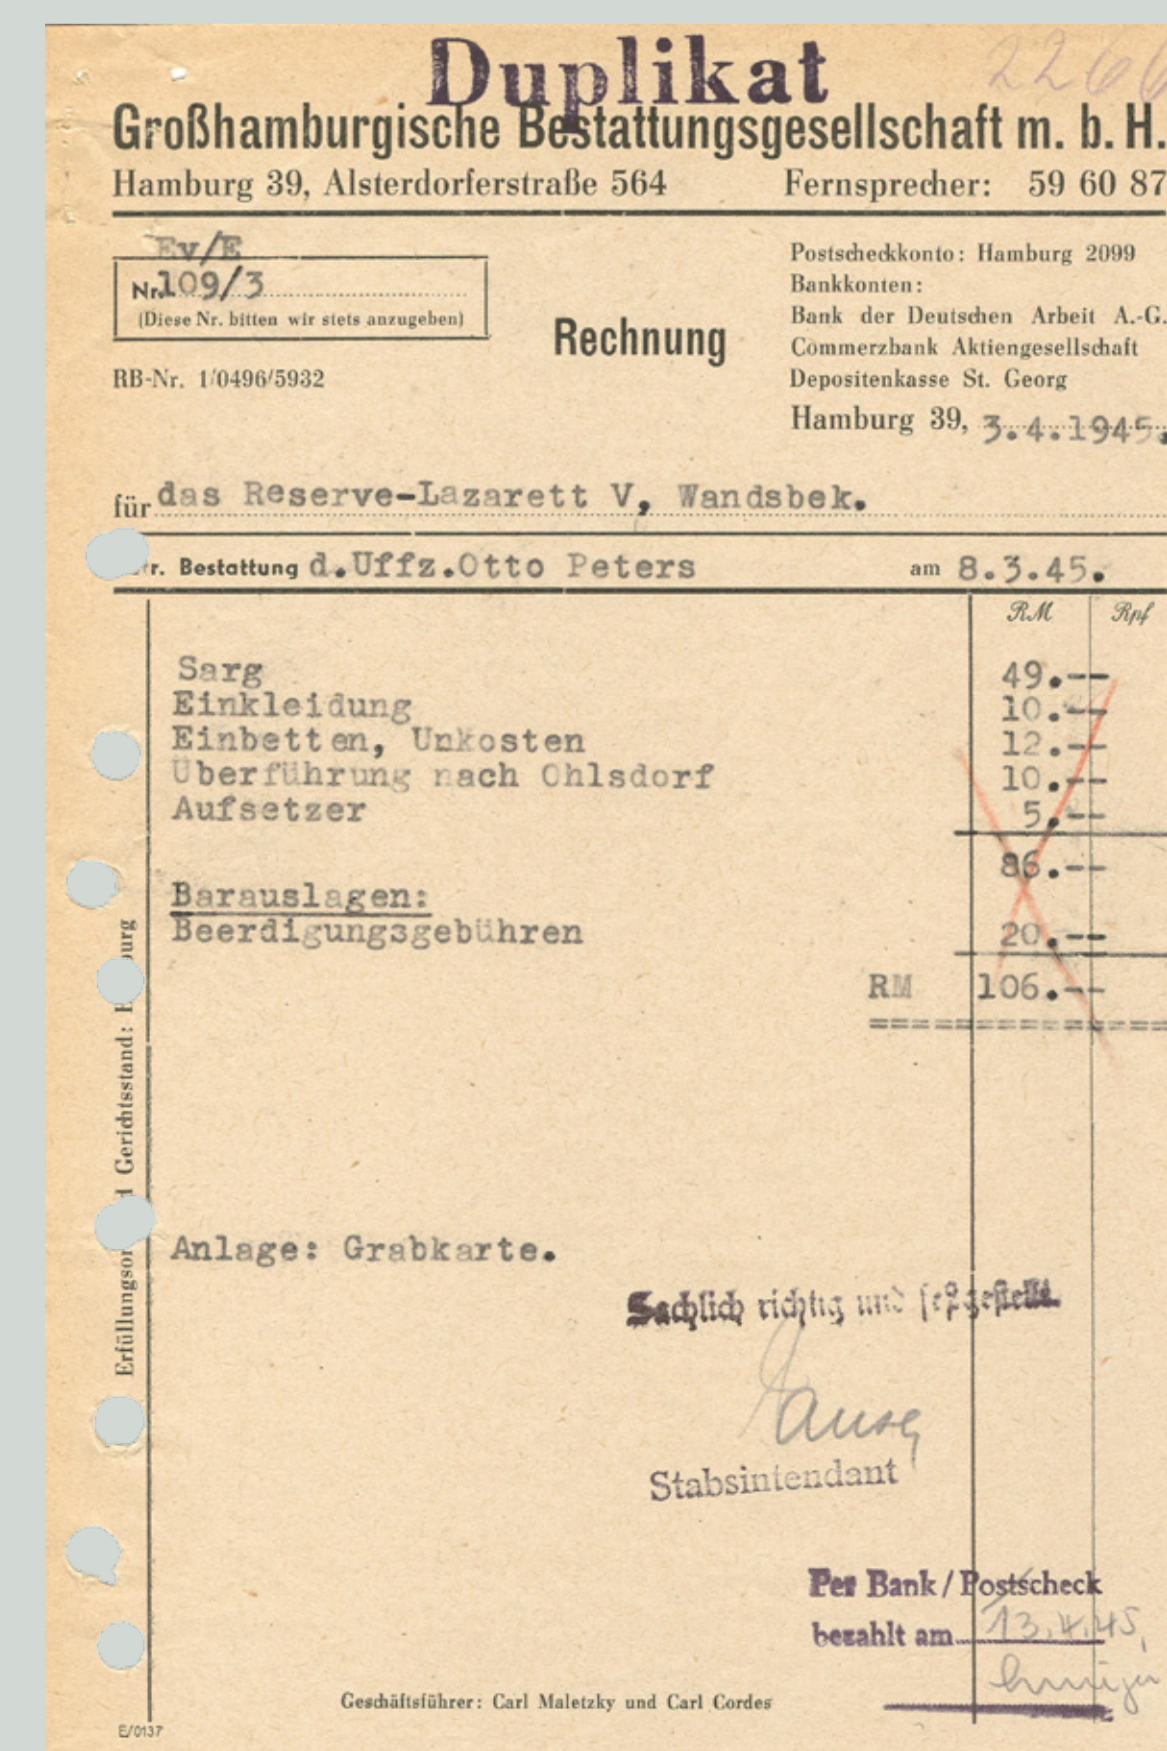 Duplikat
Großhamburgische Bestattungsgesellschaft m. b. H.
Hamburg 39, Alsterdorferstraße 564 Fernsprecher: 59 60 87
Ev/E
Nr. 109/3
(Diese Nr. bitten wir stets anzugeben)
RB-Nr. 1/0496/5932
Rechnung
Postscheckkonto: Hamburg 2099
Bankkonten:
Bank der Deutschen Arbeit A.-G.
Commerzbank Aktiengesellschaft
Depositenkasse St. Georg
Hamburg 39, 3.4.1945.
für das Reserve-Lazarett V, Wandsbek.
Bestattung d.Uffz.Otto Peters am 8.3.45.
RM Rpf
Sarg 49.--
Einkleidung 10.--
Einbetten, Unkosten 12.--
Überführung nach Ohlsdorf 10.--
Aufsetzer 5.--
86.--
Barauslagen:
Beerdigungsgebühren 20.--
RM 106.--
Gerichtsstand:
Anlage: Grabkarte.
Sachlich richtig und festgestellt.
Stabsintendant
Per Bank / Postscheck
bezahlt am 13.4.45.
Geschäftsführer: Carl Maletzky und Carl Cordes
E/0137